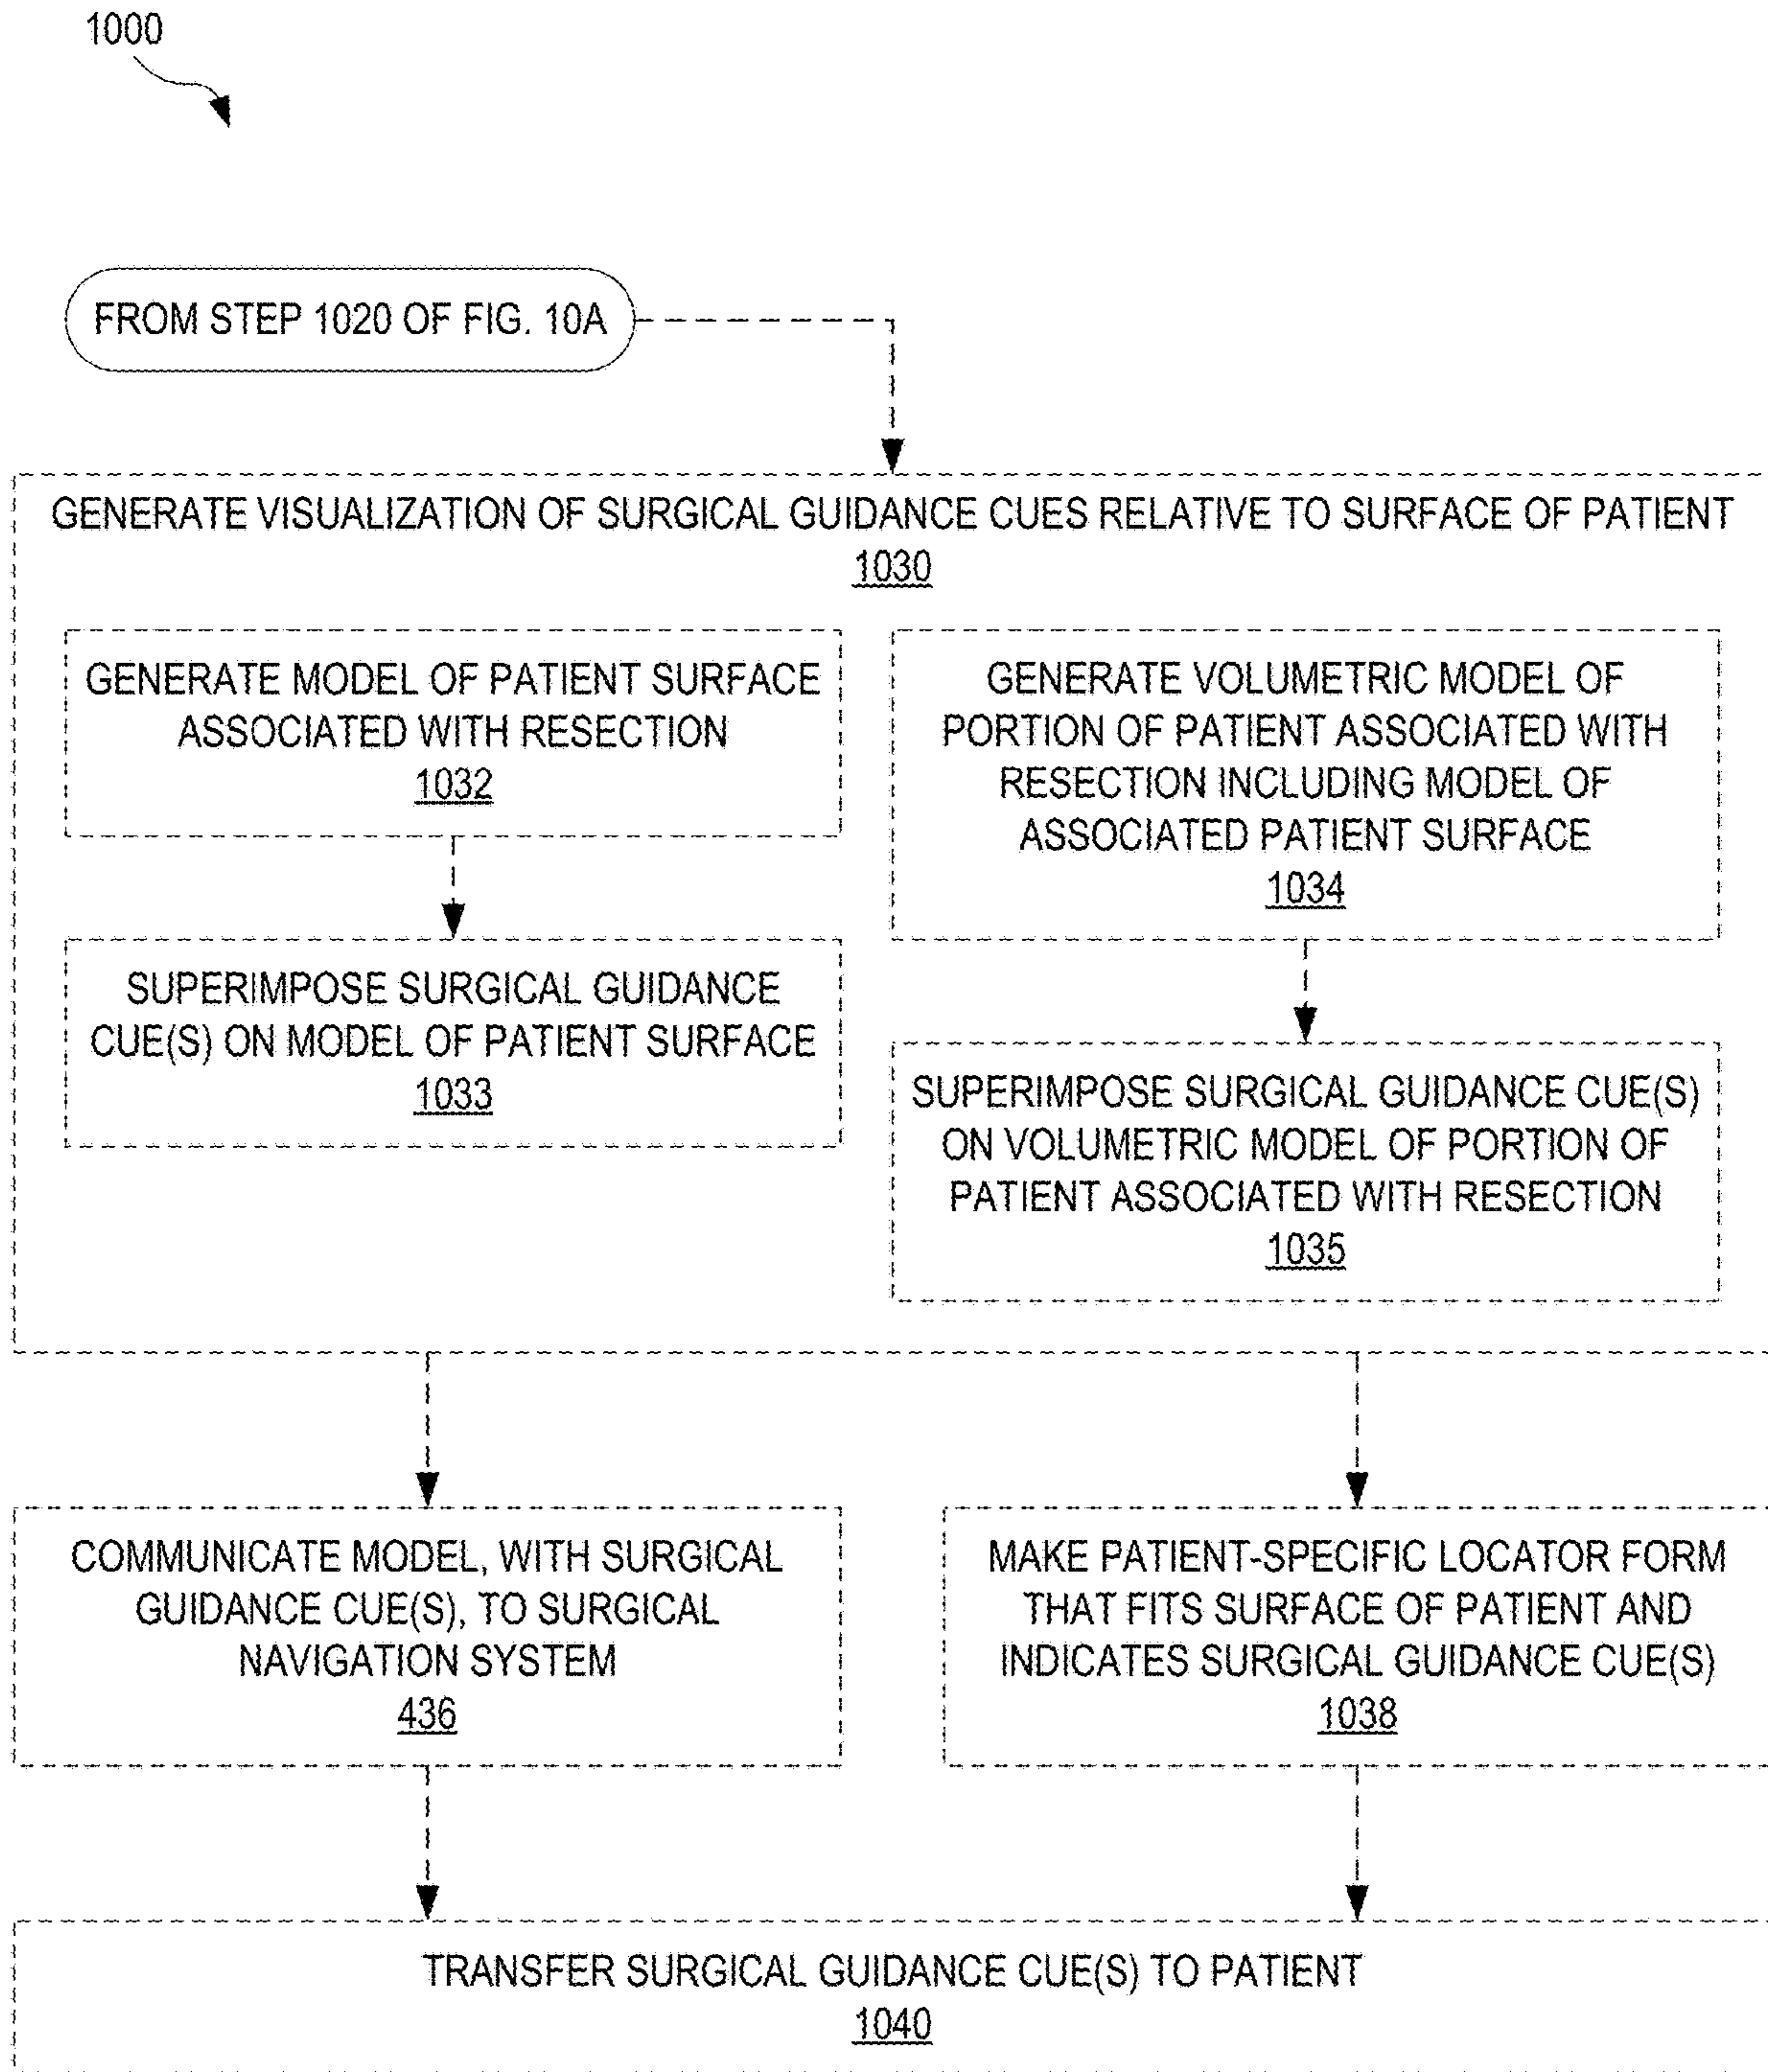 1000
FROM STEP 1020 OF FIG. 10A
GENERATE VISUALIZATION OF SURGICAL GUIDANCE CUES RELATIVE TO SURFACE OF PATIENT
1030
GENERATE MODEL OF PATIENT SURFACE
ASSOCIATED WITH RESECTION
1032
SUPERIMPOSE SURGICAL GUIDANCE
CUE(S) ON MODEL OF PATIENT SURFACE
1033
GENERATE VOLUMETRIC MODEL OF
PORTION OF PATIENT ASSOCIATED WITH
RESECTION INCLUDING MODEL OF
ASSOCIATED PATIENT SURFACE
1034
SUPERIMPOSE SURGICAL GUIDANCE CUE(S)
ON VOLUMETRIC MODEL OF PORTION OF
PATIENT ASSOCIATED WITH RESECTION
1035
COMMUNICATE MODEL, WITH SURGICAL
GUIDANCE CUE(S), TO SURGICAL
NAVIGATION SYSTEM
436
MAKE PATIENT-SPECIFIC LOCATOR FORM
THAT FITS SURFACE OF PATIENT AND
INDICATES SURGICAL GUIDANCE CUE(S)
1038
TRANSFER SURGICAL GUIDANCE CUE(S) TO PATIENT
1040